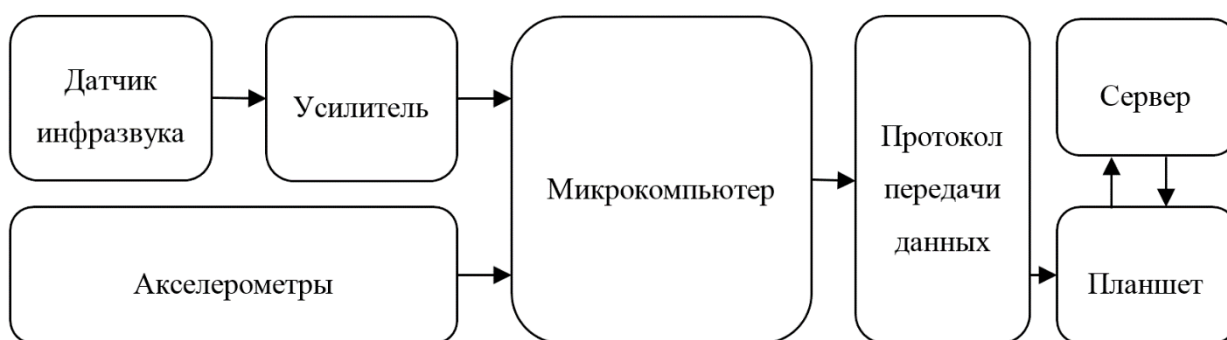 Датчик
инфразвука
Усилитель
Акселерометры
Микрокомпьютер
Протокол
передачи
данных
Сервер
Планшет